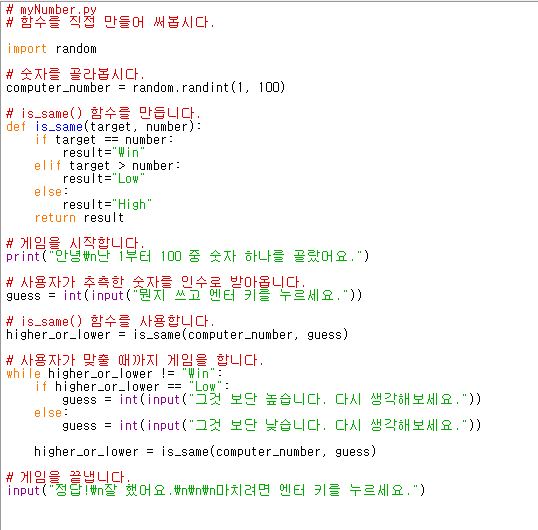 # myNumber.py
# 함수를 직접 만들어 써봅시다.
import random
# 숫자를 골라봅시다.
computer_number = random.randint(1, 100)
# is_same() 함수를 만듭니다.
def is_same(target, number):
    if target == number:
        result="Win"
    elif target > number:
        result="Low"
    else:
        result="High"
    return result
# 게임을 시작합니다.
print("안녕₩n난 1부터 100 중 숫자 하나를 골랐어요.")
# 사용자가 추측한 숫자를 인수로 받아옵니다.
guess = int(input("뭔지 쓰고 엔터 키를 누르세요."))
# is_same() 함수를 사용합니다.
higher_or_lower = is_same(computer_number, guess)
# 사용자가 맞출 때까지 게임을 합니다.
while higher_or_lower != "Win":
    if higher_or_lower == "Low":
        guess = int(input("그것 보단 높습니다. 다시 생각해보세요."))
    else:
        guess = int(input("그것 보단 낮습니다. 다시 생각해보세요."))
    higher_or_lower = is_same(computer_number, guess)
# 게임을 끝냅니다.
input("정답!₩n잘 했어요.₩n₩n₩n마치려면 엔터 키를 누르세요.")